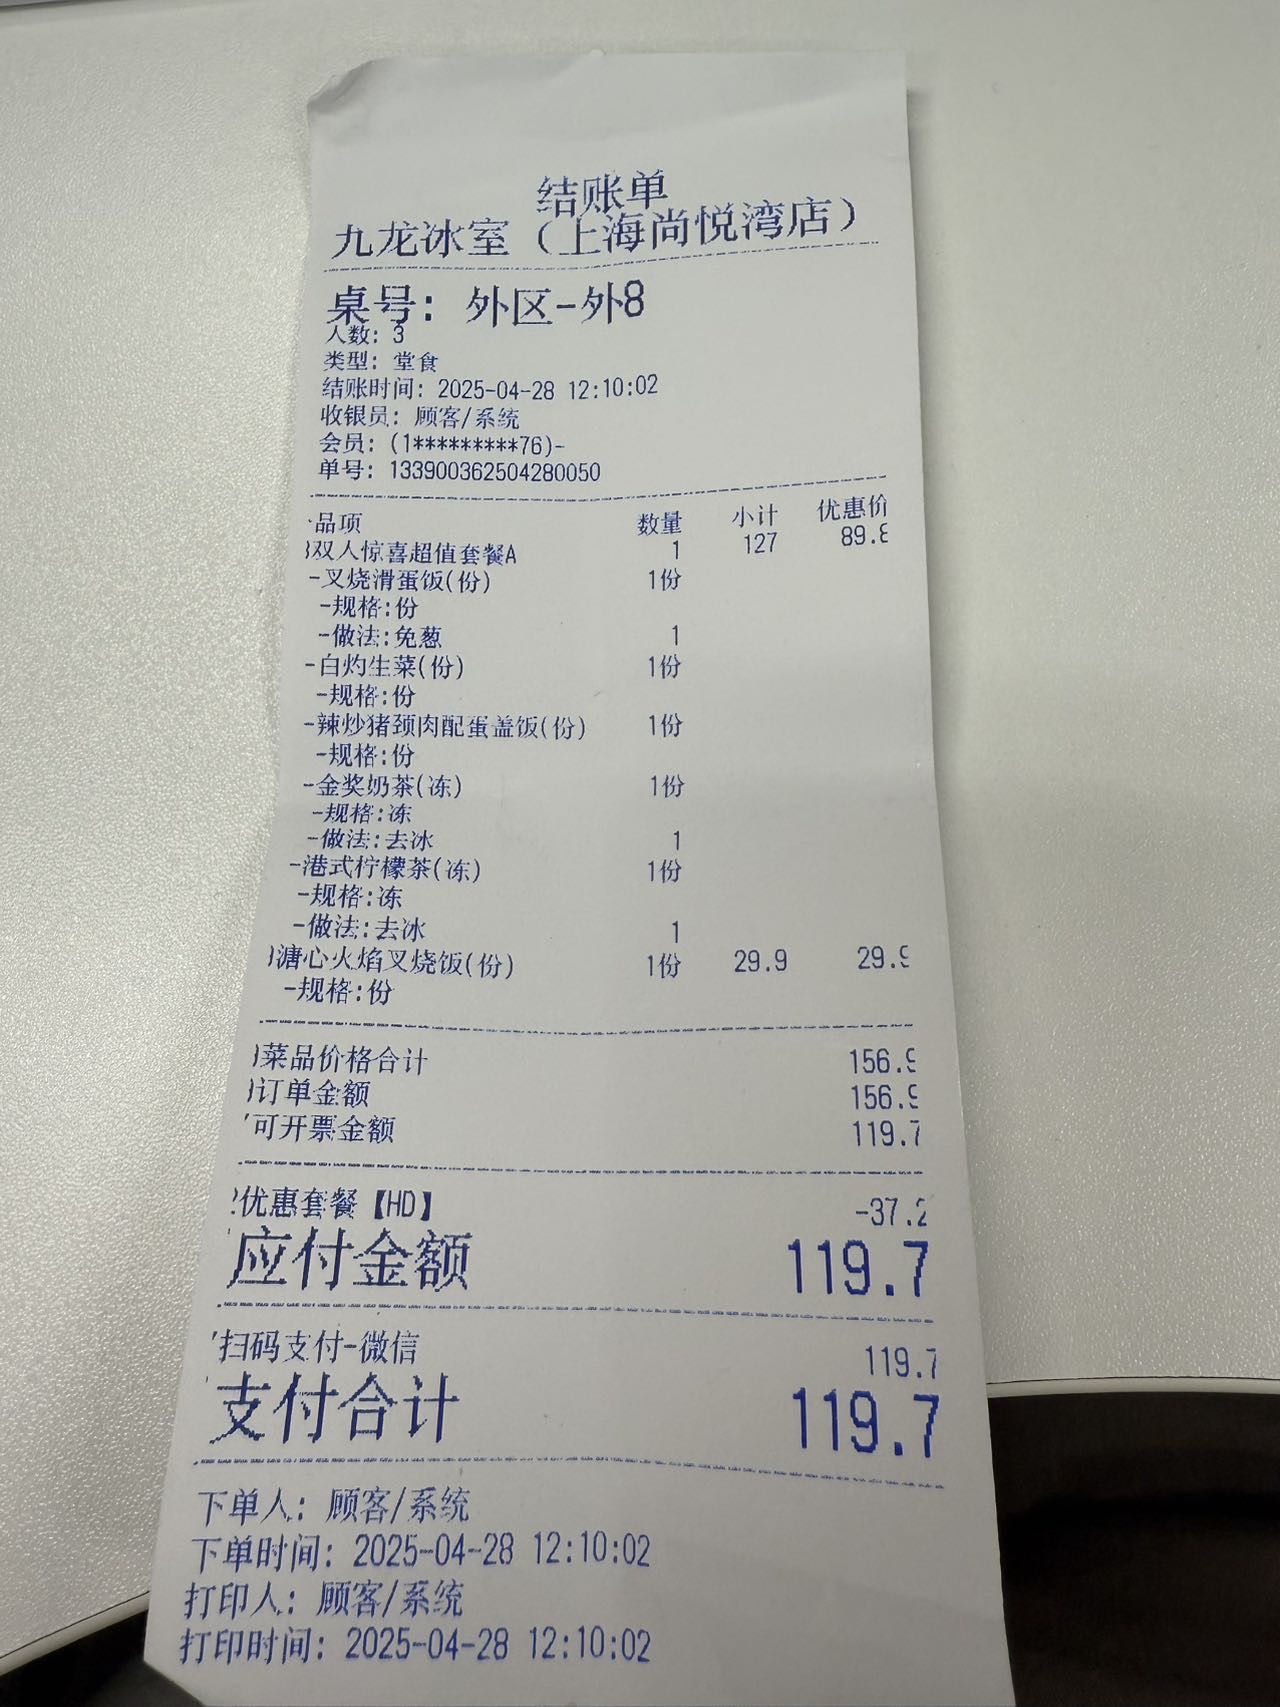 结账单
九龙冰室（上海尚悦湾店）
桌号: 外区-外8
人数: 3
类型: 堂食
结账时间: 2025-04-28 12:10:02
收银员: 顾客/系统
会员: (1*********76)-
单号: 133900362504280050
品项 数量 小计 优惠价
双人惊喜超值套餐A 1 127 89.8
-叉烧滑蛋饭(份) 1份
-规格:份
-做法:免葱 1
-白灼生菜(份) 1份
-规格:份
-辣炒猪颈肉配蛋盖饭(份) 1份
-规格:份
-金奖奶茶(冻) 1份
-规格:冻
-做法:去冰 1
-港式柠檬茶(冻) 1份
-规格:冻
-做法:去冰 1
溏心火焰叉烧饭(份) 1份 29.9 29.9
-规格:份
菜品价格合计 156.9
订单金额 156.9
可开票金额 119.7
优惠套餐【HD】 -37.2
应付金额 119.7
扫码支付-微信 119.7
支付合计 119.7
下单人: 顾客/系统
下单时间: 2025-04-28 12:10:02
打印人: 顾客/系统
打印时间: 2025-04-28 12:10:02